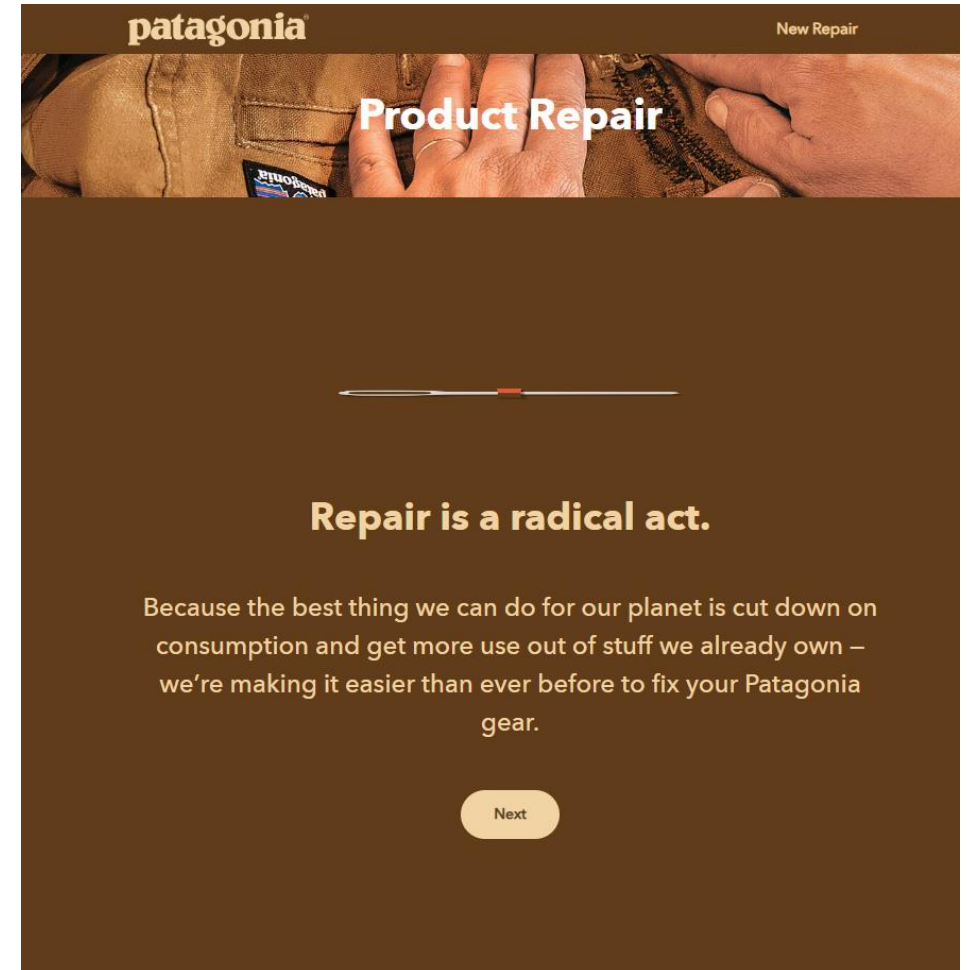 patagonia®
New Repair
Product Repair
patagonia
Repair is a radical act.
Because the best thing we can do for our planet is cut down on
consumption and get more use out of stuff we already own –
we’re making it easier than ever before to fix your Patagonia
gear.
Next